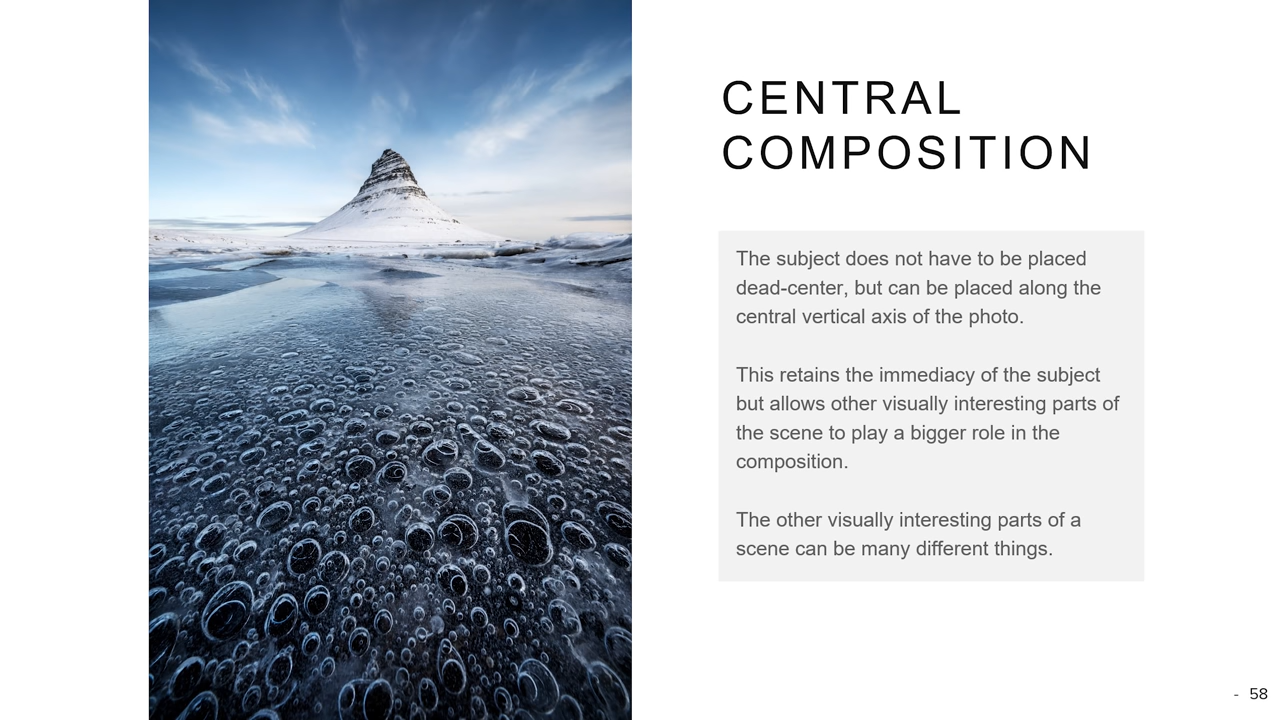 CENTRAL
COMPOSITION
The subject does not have to be placed
dead-center, but can be placed along the
central vertical axis of the photo.
This retains the immediacy of the subject
but allows other visually interesting parts of
the scene to play a bigger role in the
composition.
The other visually interesting parts of a
scene can be many different things.
- 58